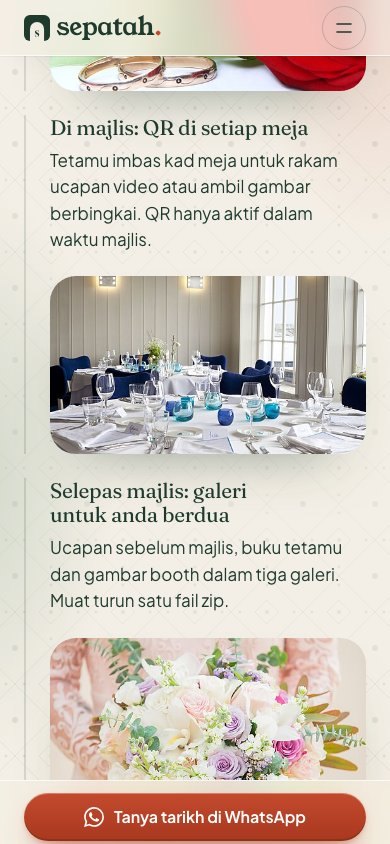 sepatah.
Di majlis: QR di setiap meja
Tetamu imbas kad meja untuk rakam
ucapan video atau ambil gambar
berbingkai. QR hanya aktif dalam
waktu majlis.
Selepas majlis: galeri
untuk anda berdua
Ucapan sebelum majlis, buku tetamu
dan gambar booth dalam tiga galeri.
Muat turun satu fail zip.
Tanya tarikh di WhatsApp